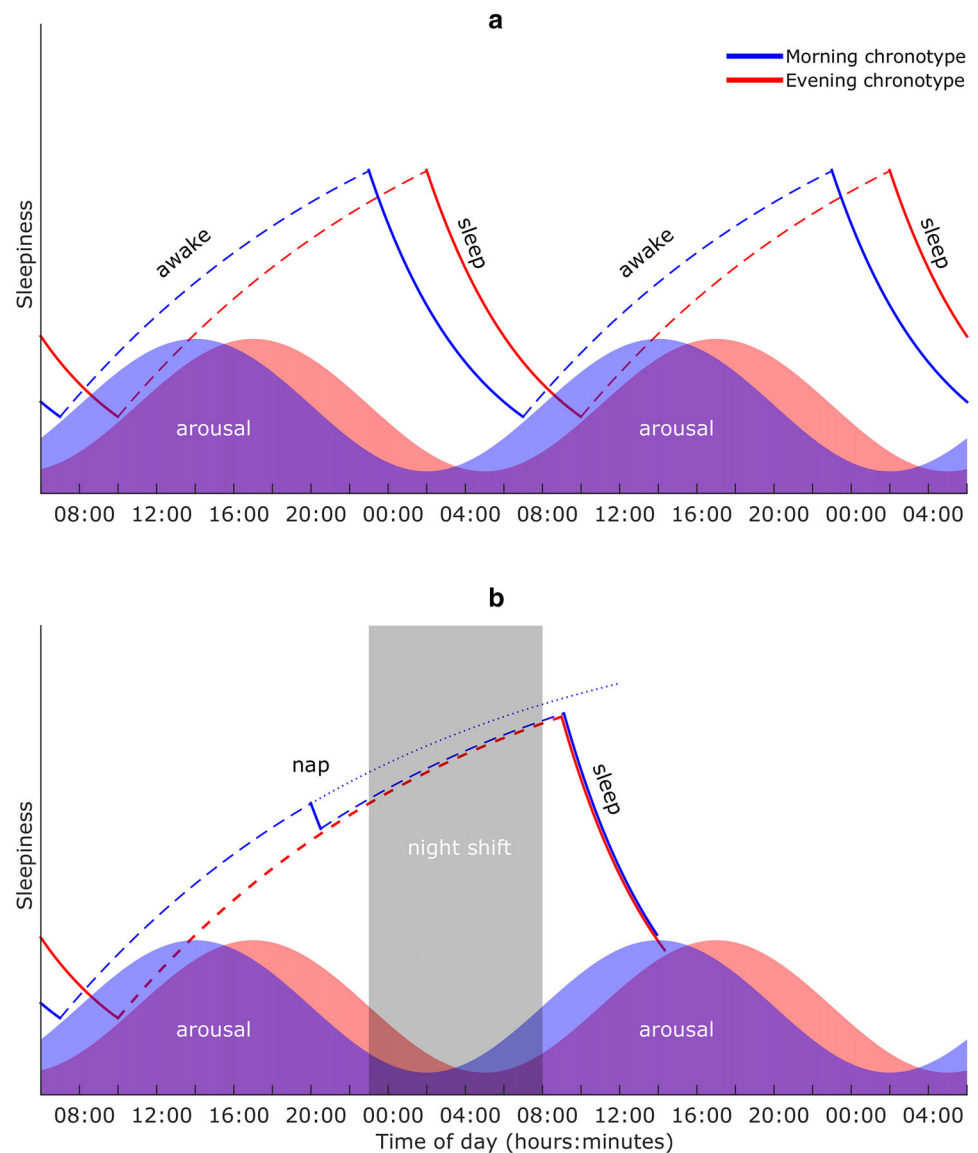 a
Morning chronotype
Evening chronotype
Sleepiness
awake
sleep
awake
sleep
arousal
arousal
08:00 12:00 16:00 20:00 00:00 04:00 08:00 12:00 16:00 20:00 00:00 04:00
b
Sleepiness
nap
sleep
night shift
arousal
arousal
08:00 12:00 16:00 20:00 00:00 04:00 08:00 12:00 16:00 20:00 00:00 04:00
Time of day (hours:minutes)